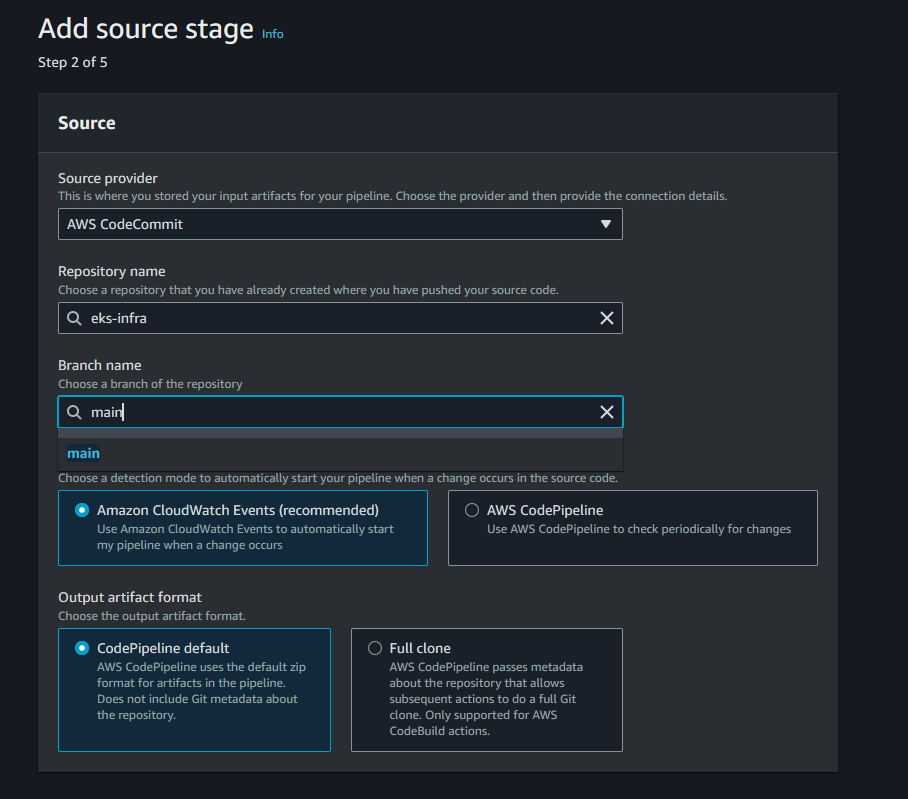 Add source stage Info
Step 2 of 5
Source
Source provider
This is where you stored your input artifacts for your pipeline. Choose the provider and then provide the connection details.
AWS CodeCommit
Repository name
Choose a repository that you have already created where you have pushed your source code.
eks-infra
Branch name
Choose a branch of the repository
main
main
Choose a detection mode to automatically start your pipeline when a change occurs in the source code.
Amazon CloudWatch Events (recommended)
Use Amazon CloudWatch Events to automatically start
my pipeline when a change occurs
AWS CodePipeline
Use AWS CodePipeline to check periodically for changes
Output artifact format
Choose the output artifact format.
CodePipeline default
AWS CodePipeline uses the default zip
format for artifacts in the pipeline.
Does not include Git metadata about
the repository.
Full clone
AWS CodePipeline passes metadata
about the repository that allows
subsequent actions to do a full Git
clone. Only supported for AWS
CodeBuild actions.